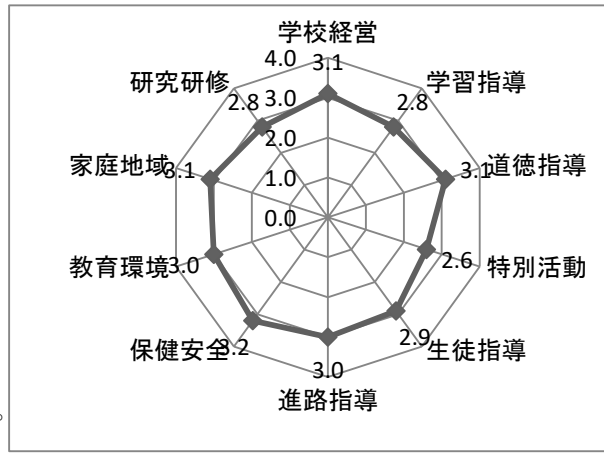 学校経営
4.0
3.1
研究研修
2.8
3.0
学習指導
2.8
家庭地域
3.1
2.0
道徳指導
3.1
1.0
0.0
教育環境
3.0
特別活動
2.6
保健安全
3.2
生徒指導
2.9
3.0
進路指導
。